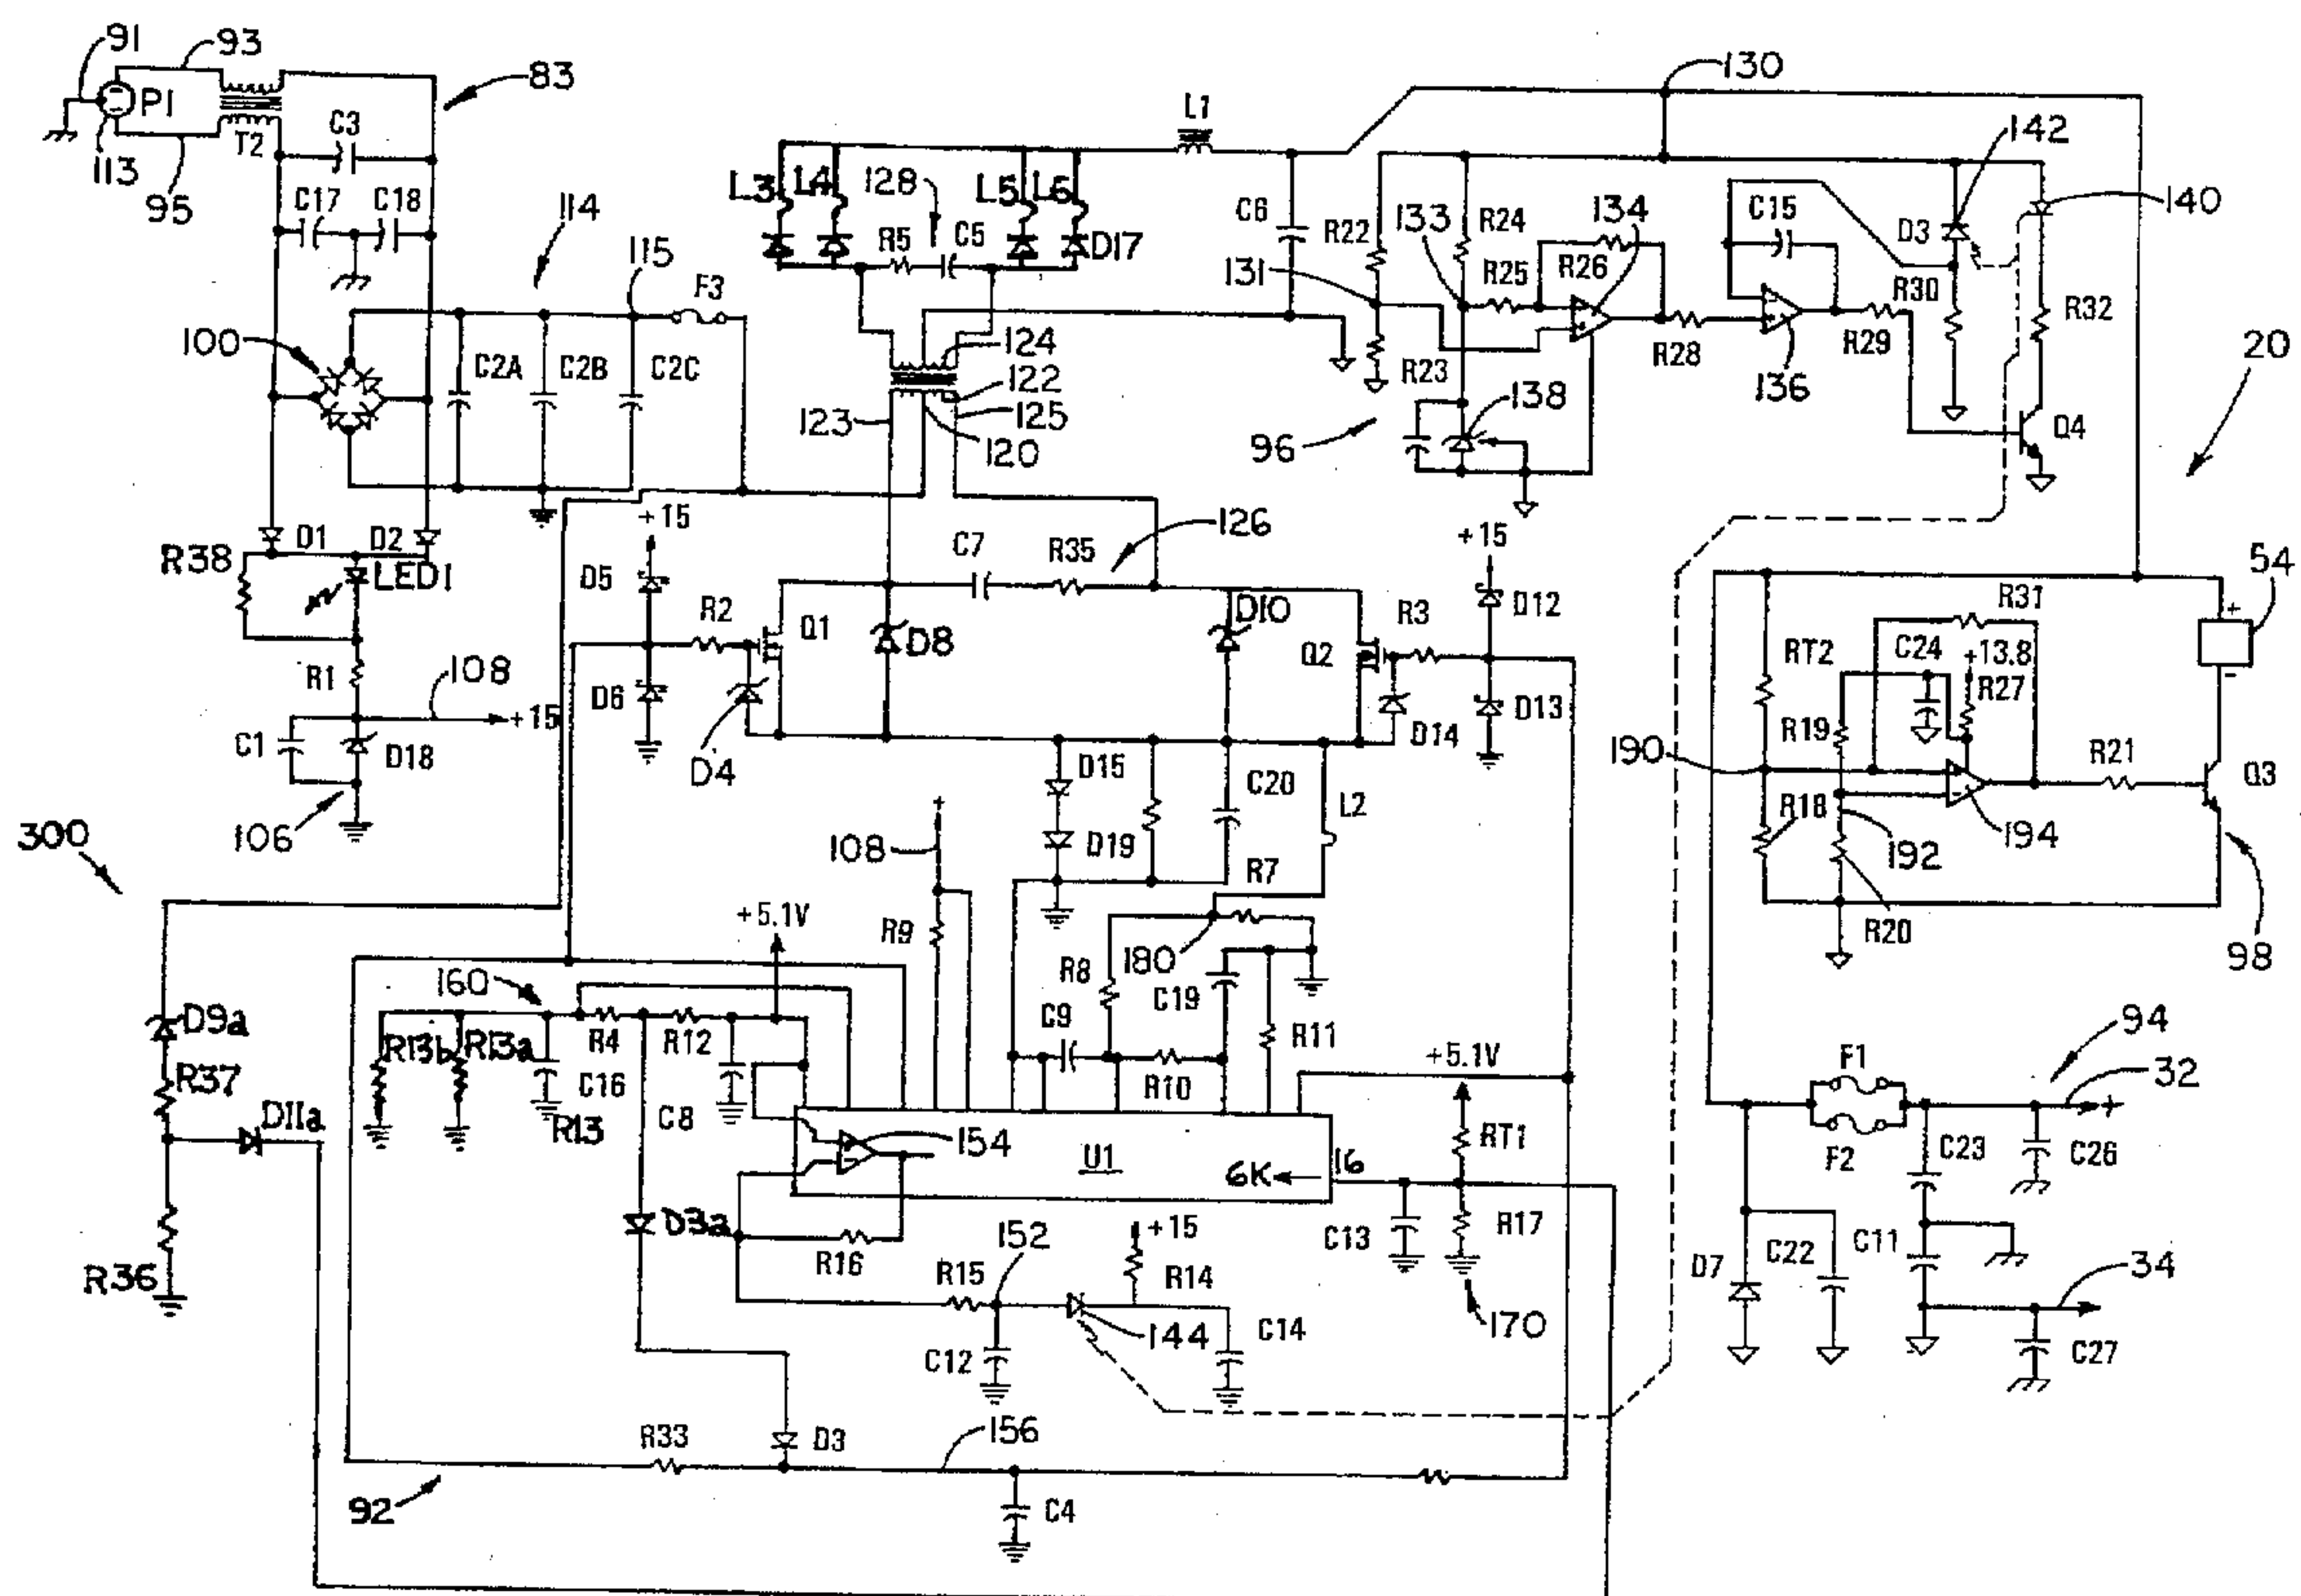 91
93
83
P1
T2
C3
113
95
C17
C18
114
115
F3
100
C2A
C2B
C2C
L3
L4
128
L5
L6
R5
C5
D17
L1
C6
130
142
140
133
R24
134
C15
D3
R22
131
R25
R26
R30
R32
R28
R29
R23
136
138
96
Q4
20
124
122
123
125
120
+15
126
C7
R35
+15
D1
D2
R38
LED1
D5
R2
Q1
D8
D10
Q2
R3
D12
R1
108
+15
D6
D4
D14
D13
C1
D18
106
D15
C20
L2
D19
R7
54
+
-
R31
RT2
C24
+13.8
R27
R19
190
R21
Q3
R18
192
194
R20
98
300
108
+
+5.1V
R9
R8
180
C19
R11
160
C9
R10
+5.1V
D9a
R13b
R13a
R4
R12
C16
R13
C8
R37
D11a
154
U1
6K
16
RT1
R17
94
F1
32
+
F2
C23
C26
R36
D3a
R16
152
+15
R14
R15
144
C13
170
C12
C14
D7
C22
C11
34
C27
R33
D3
156
92
C4